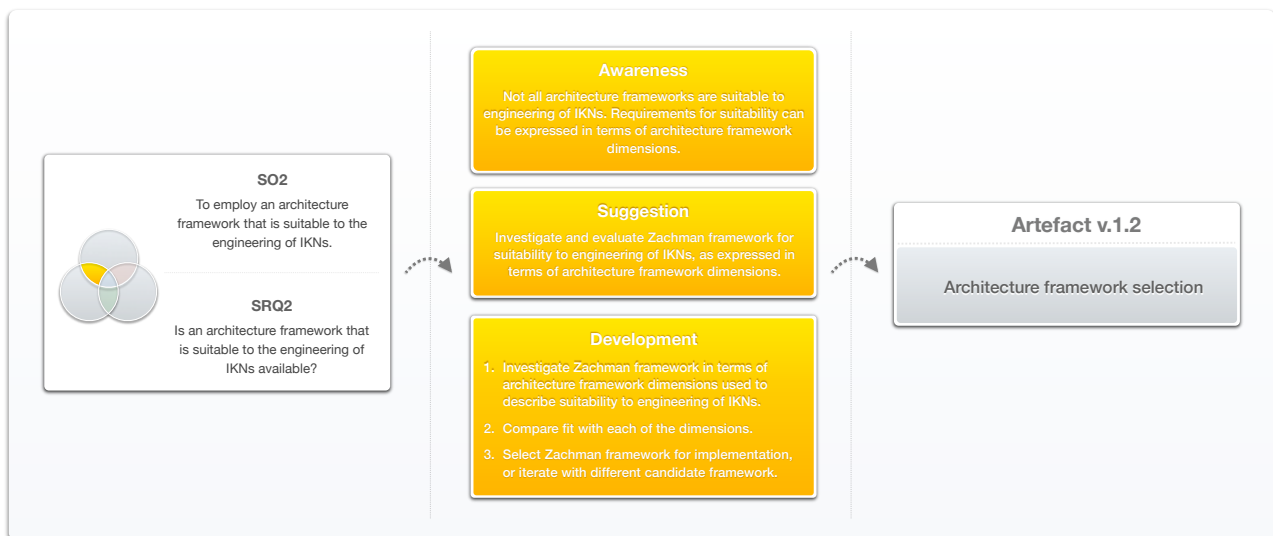 SO2
To employ an architecture
framework that is suitable to the
engineering of IKNs.
SRQ2
Is an architecture framework that
is suitable to the engineering of
IKNs available?
Awareness
Not all architecture frameworks are suitable to
engineering of IKNs. Requirements for suitability can
be expressed in terms of architecture framework
dimensions.
Suggestion
Investigate and evaluate Zachman framework for
suitability to engineering of IKNs, as expressed in
terms of architecture framework dimensions.
Development
1. Investigate Zachman framework in terms of
architecture framework dimensions used to
describe suitability to engineering of IKNs.
2. Compare fit with each of the dimensions.
3. Select Zachman framework for implementation,
or iterate with different candidate framework.
Artefact v.1.2
Architecture framework selection